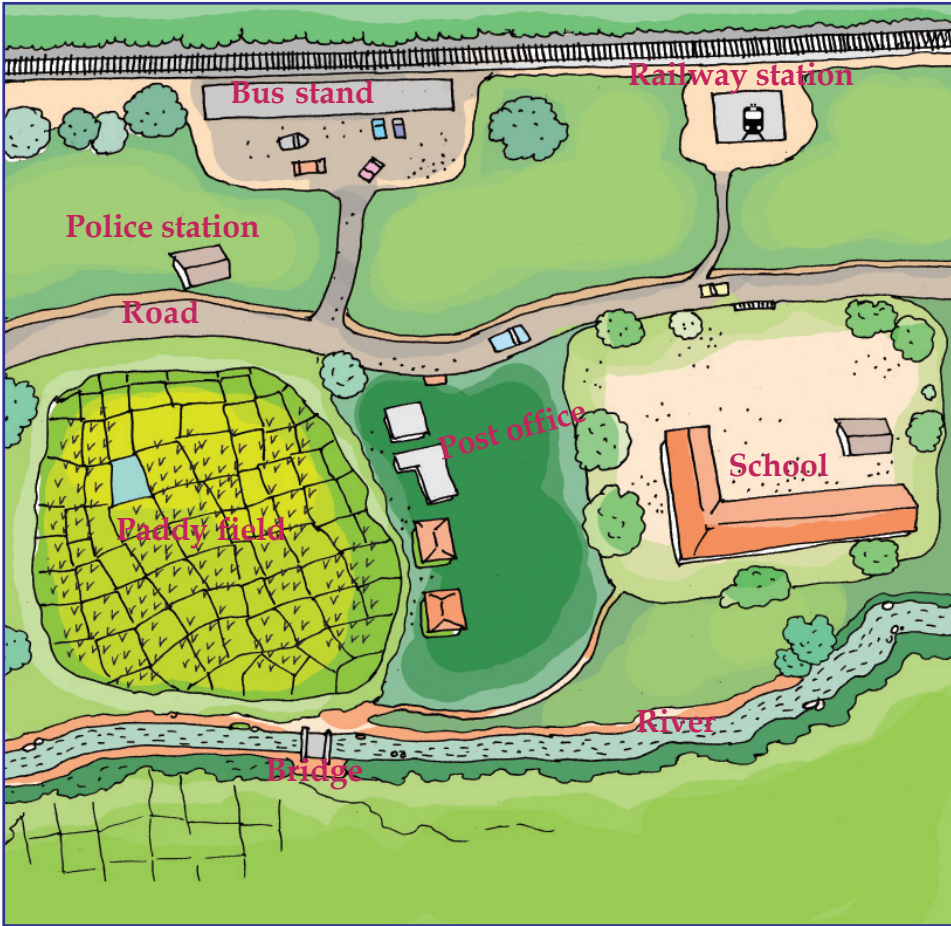 Railway station
Bus stand
Police station
Road
Post office
School
Paddy field
River
Bridge